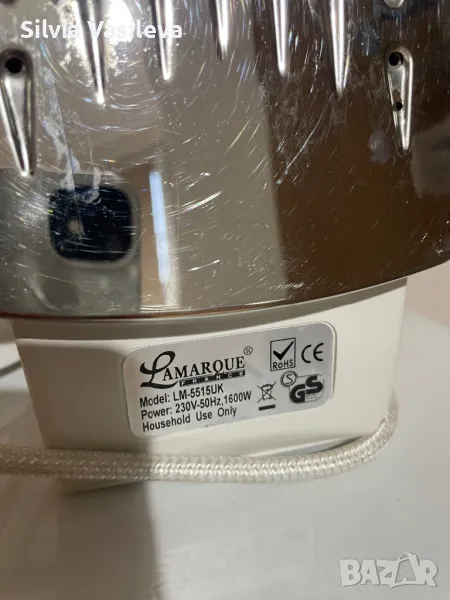 Silvia Vasileva
LAMARQUE®
FRANCE
Model: LM-5515UK
Power: 230V-50Hz,1600W
Household Use Only
RoHS
CE
S
GS
BAZAR